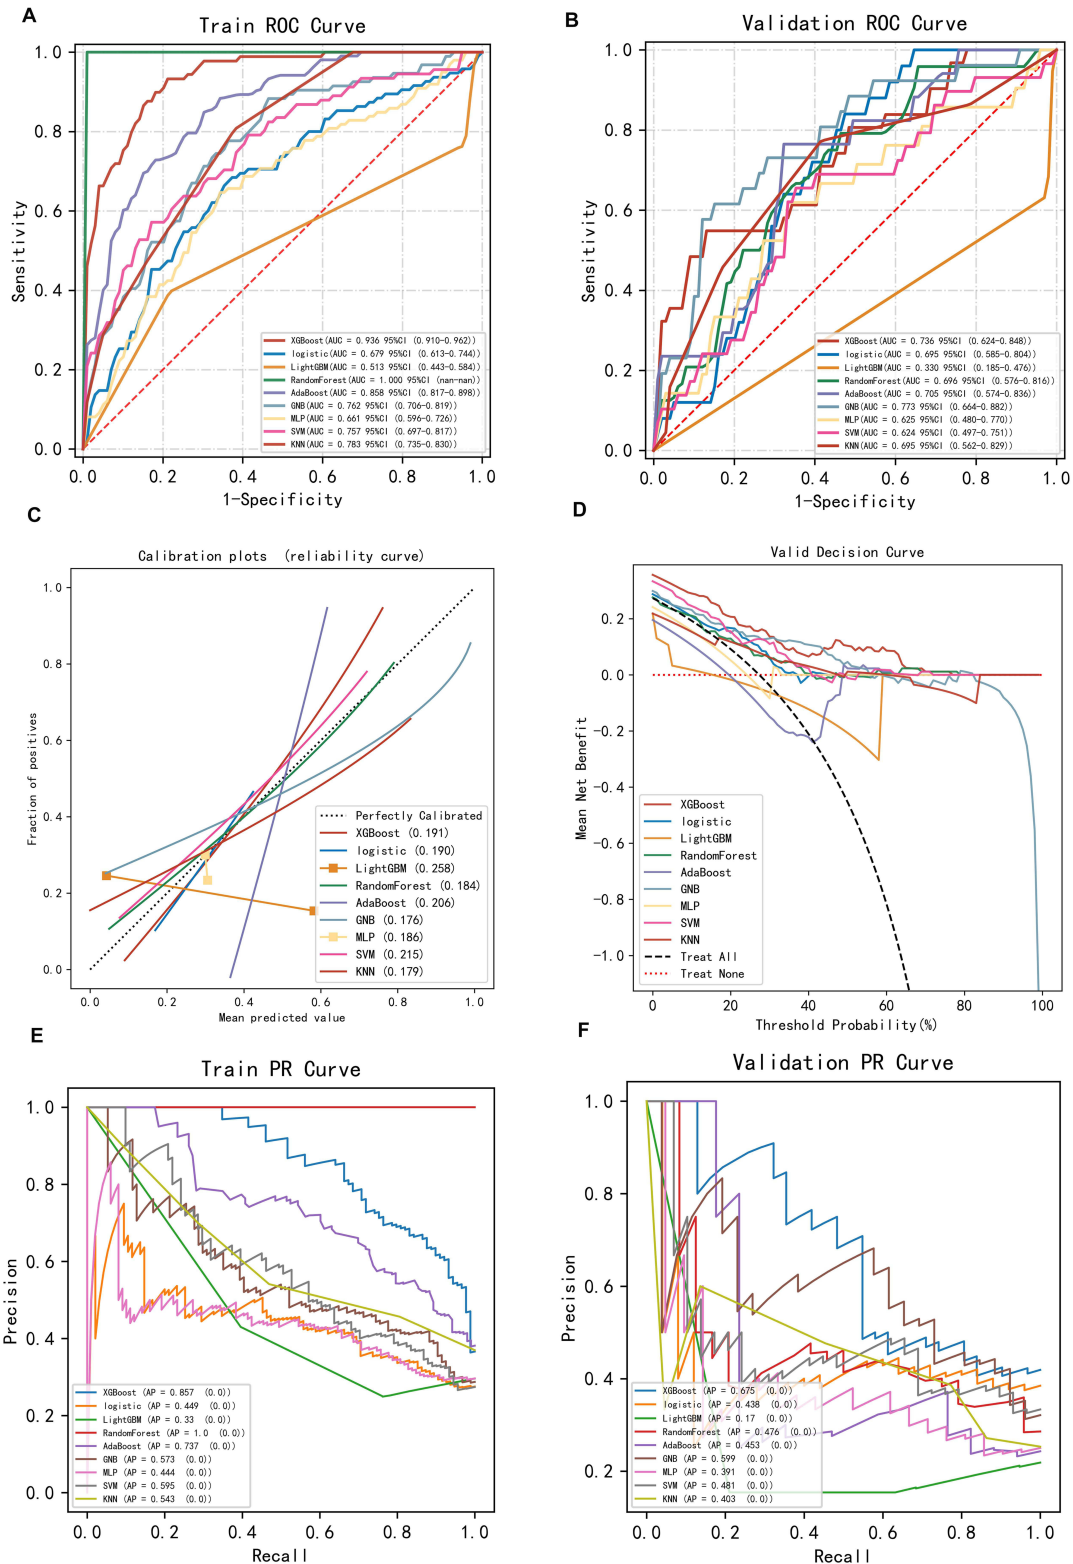 A
Train ROC Curve
Sensitivity
1.0
0.8
0.6
0.4
0.2
0.0
XGBoost(AUC = 0.936 95%CI (0.910-0.962))
logistic(AUC = 0.679 95%CI (0.613-0.744))
LightGBM(AUC = 0.513 95%CI (0.443-0.584))
RandomForest(AUC = 1.000 95%CI (nan-nan))
AdaBoost(AUC = 0.858 95%CI (0.817-0.898))
GNB(AUC = 0.762 95%CI (0.706-0.819))
MLP(AUC = 0.661 95%CI (0.596-0.726))
SVM(AUC = 0.757 95%CI (0.697-0.817))
KNN(AUC = 0.783 95%CI (0.735-0.830))
0.0 0.2 0.4 0.6 0.8 1.0
1-Specificity
B
Validation ROC Curve
Sensitivity
1.0
0.8
0.6
0.4
0.2
0.0
XGBoost(AUC = 0.736 95%CI (0.624-0.848))
logistic(AUC = 0.695 95%CI (0.585-0.804))
LightGBM(AUC = 0.330 95%CI (0.185-0.476))
RandomForest(AUC = 0.696 95%CI (0.576-0.816))
AdaBoost(AUC = 0.705 95%CI (0.574-0.836))
GNB(AUC = 0.773 95%CI (0.664-0.882))
MLP(AUC = 0.625 95%CI (0.480-0.770))
SVM(AUC = 0.624 95%CI (0.497-0.751))
KNN(AUC = 0.695 95%CI (0.562-0.829))
0.0 0.2 0.4 0.6 0.8 1.0
1-Specificity
C
Calibration plots (reliability curve)
Fraction of positives
1.0
0.8
0.6
0.4
0.2
0.0
Perfectly Calibrated
XGBoost (0.191)
logistic (0.190)
LightGBM (0.258)
RandomForest (0.184)
AdaBoost (0.206)
GNB (0.176)
MLP (0.186)
SVM (0.215)
KNN (0.179)
0.0 0.2 0.4 0.6 0.8 1.0
Mean predicted value
D
Valid Decision Curve
Mean Net Benefit
0.2
0.0
-0.2
-0.4
-0.6
-0.8
-1.0
XGBoost
logistic
LightGBM
RandomForest
AdaBoost
GNB
MLP
SVM
KNN
Treat All
Treat None
0 20 40 60 80 100
Threshold Probability(%)
E
Train PR Curve
Precision
1.0
0.8
0.6
0.4
0.2
0.0
XGBoost (AP = 0.857 (0.0))
logistic (AP = 0.449 (0.0))
LightGBM (AP = 0.33 (0.0))
RandomForest (AP = 1.0 (0.0))
AdaBoost (AP = 0.737 (0.0))
GNB (AP = 0.573 (0.0))
MLP (AP = 0.444 (0.0))
SVM (AP = 0.595 (0.0))
KNN (AP = 0.543 (0.0))
0.0 0.2 0.4 0.6 0.8 1.0
Recall
F
Validation PR Curve
Precision
1.0
0.8
0.6
0.4
0.2
XGBoost (AP = 0.675 (0.0))
logistic (AP = 0.438 (0.0))
LightGBM (AP = 0.17 (0.0))
RandomForest (AP = 0.476 (0.0))
AdaBoost (AP = 0.453 (0.0))
GNB (AP = 0.599 (0.0))
MLP (AP = 0.391 (0.0))
SVM (AP = 0.481 (0.0))
KNN (AP = 0.403 (0.0))
0.0 0.2 0.4 0.6 0.8 1.0
Recall